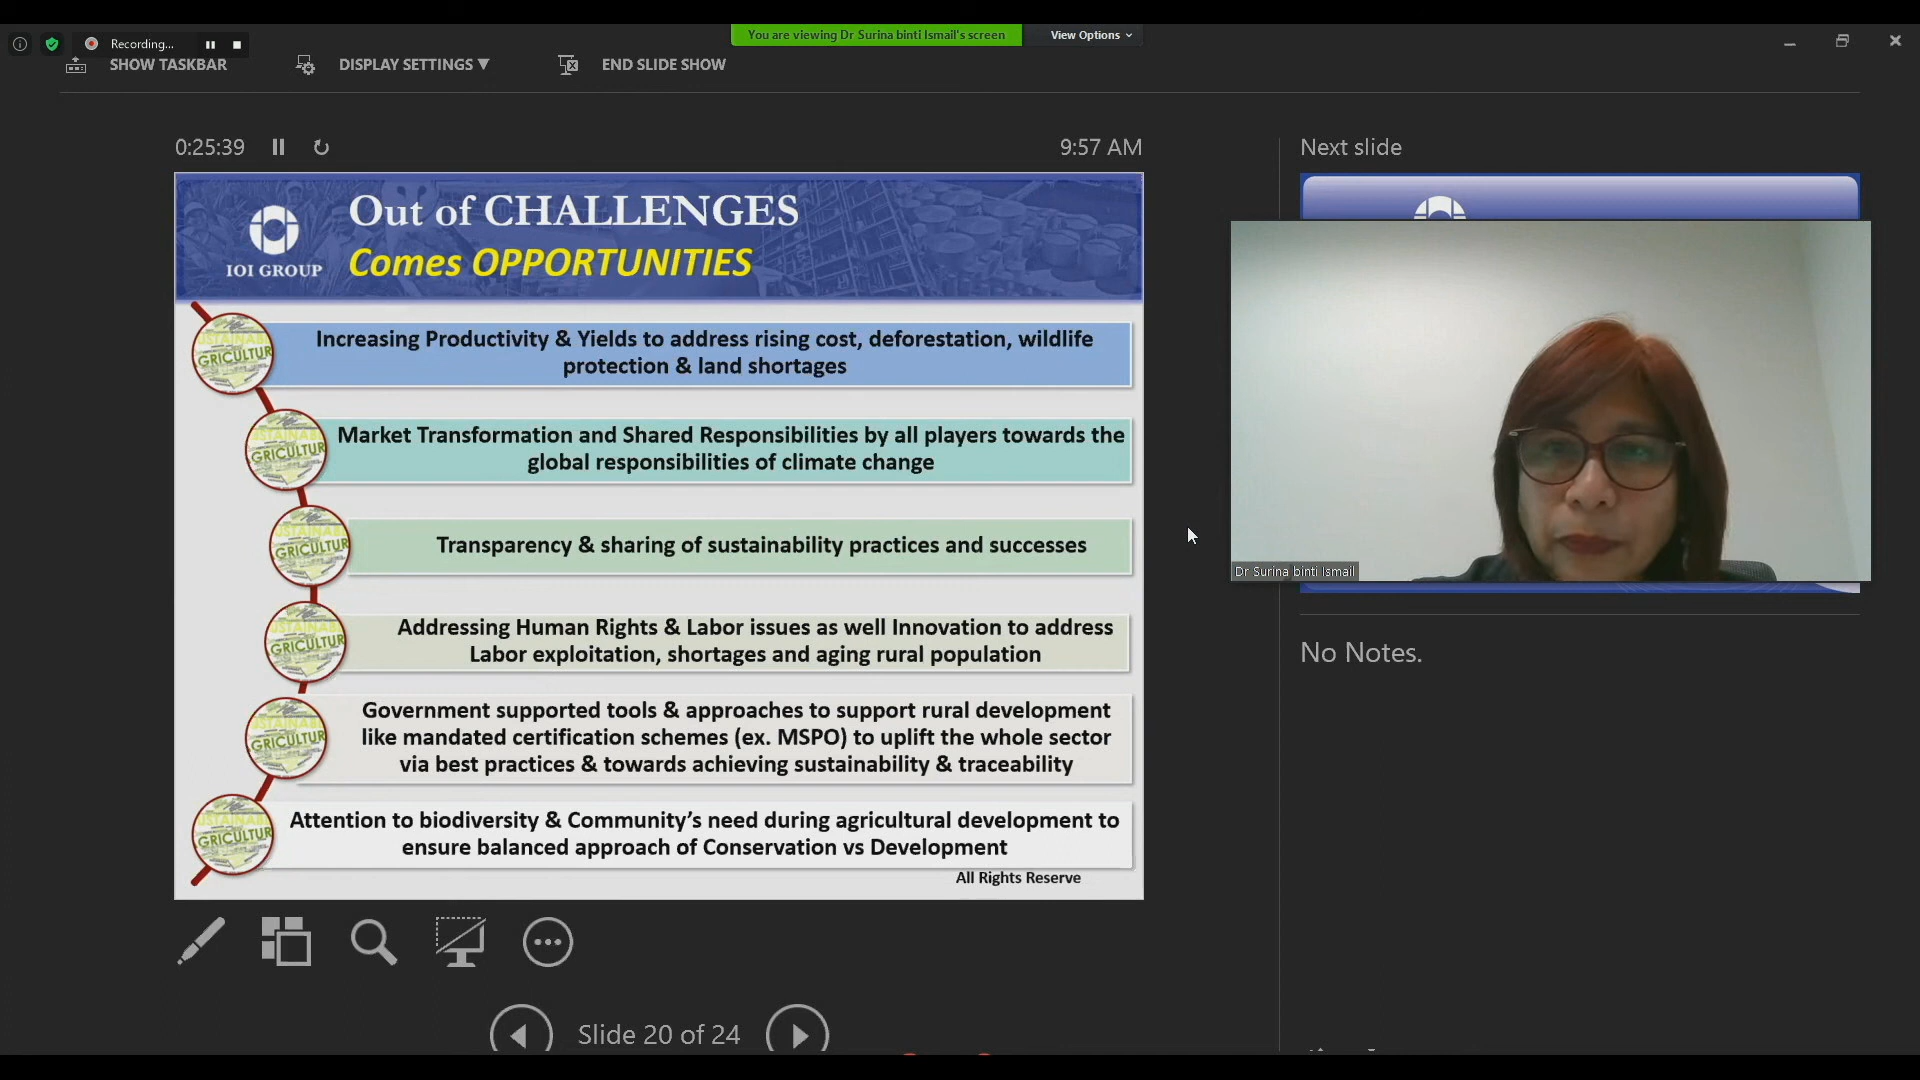 You are viewing Dr Surina binti Ismail's screen
View Options
Recording...
SHOW TASKBAR
DISPLAY SETTINGS
END SLIDE SHOW
0:25:39
9:57 AM
Next slide
IOI GROUP
Out of CHALLENGES
Comes OPPORTUNITIES
Increasing Productivity & Yields to address rising cost, deforestation, wildlife
protection & land shortages
Market Transformation and Shared Responsibilities by all players towards the
global responsibilities of climate change
Transparency & sharing of sustainability practices and successes
Addressing Human Rights & Labor issues as well Innovation to address
Labor exploitation, shortages and aging rural population
Government supported tools & approaches to support rural development
like mandated certification schemes (ex. MSPO) to uplift the whole sector
via best practices & towards achieving sustainability & traceability
Attention to biodiversity & Community's need during agricultural development to
ensure balanced approach of Conservation vs Development
All Rights Reserve
Dr Surina binti Ismail
No Notes.
Slide 20 of 24